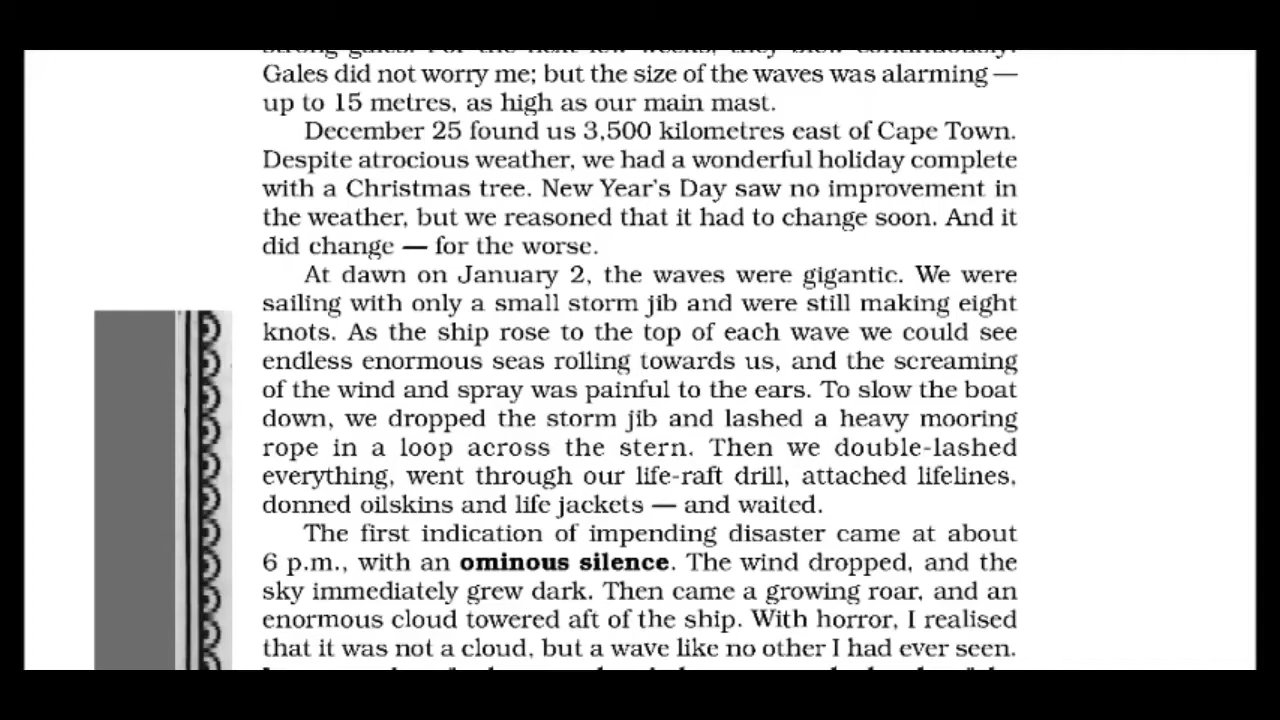 strong gales. For the next few weeks, they blew continuously.
Gales did not worry me; but the size of the waves was alarming —
up to 15 metres, as high as our main mast.
December 25 found us 3,500 kilometres east of Cape Town.
Despite atrocious weather, we had a wonderful holiday complete
with a Christmas tree. New Year's Day saw no improvement in
the weather, but we reasoned that it had to change soon. And it
did change — for the worse.
At dawn on January 2, the waves were gigantic. We were
sailing with only a small storm jib and were still making eight
knots. As the ship rose to the top of each wave we could see
endless enormous seas rolling towards us, and the screaming
of the wind and spray was painful to the ears. To slow the boat
down, we dropped the storm jib and lashed a heavy mooring
rope in a loop across the stern. Then we double-lashed
everything, went through our life-raft drill, attached lifelines,
donned oilskins and life jackets — and waited.
The first indication of impending disaster came at about
6 p.m., with an ominous silence. The wind dropped, and the
sky immediately grew dark. Then came a growing roar, and an
enormous cloud towered aft of the ship. With horror, I realised
that it was not a cloud, but a wave like no other I had ever seen.